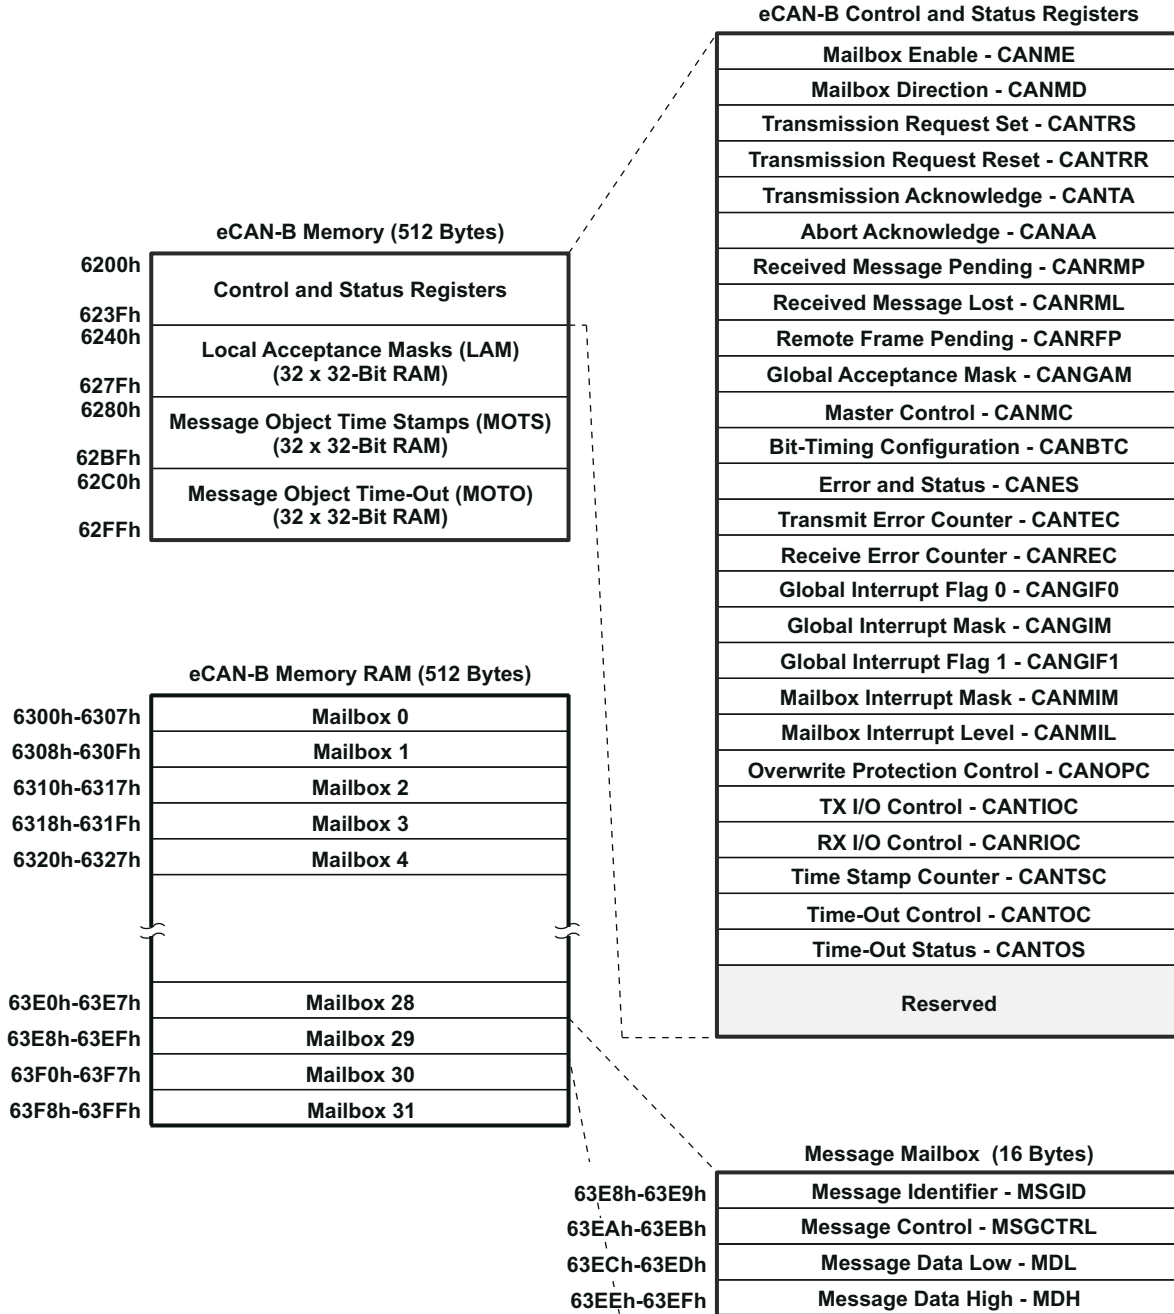 eCAN-B Control and Status Registers
Mailbox Enable - CANME
Mailbox Direction - CANMD
Transmission Request Set - CANTRS
Transmission Request Reset - CANTRR
Transmission Acknowledge - CANTA
Abort Acknowledge - CANAA
Received Message Pending - CANRMP
Received Message Lost - CANRML
Remote Frame Pending - CANRFP
Global Acceptance Mask - CANGAM
Master Control - CANMC
Bit-Timing Configuration - CANBTC
Error and Status - CANES
Transmit Error Counter - CANTEC
Receive Error Counter - CANREC
Global Interrupt Flag 0 - CANGIF0
Global Interrupt Mask - CANGIM
Global Interrupt Flag 1 - CANGIF1
Mailbox Interrupt Mask - CANMIM
Mailbox Interrupt Level - CANMIL
Overwrite Protection Control - CANOPC
TX I/O Control - CANTIOC
RX I/O Control - CANRIOC
Time Stamp Counter - CANTSC
Time-Out Control - CANTOC
Time-Out Status - CANTOS
Reserved
eCAN-B Memory (512 Bytes)
6200h
Control and Status Registers
623Fh
6240h
Local Acceptance Masks (LAM)
(32 x 32-Bit RAM)
627Fh
6280h
Message Object Time Stamps (MOTS)
(32 x 32-Bit RAM)
62BFh
62C0h
Message Object Time-Out (MOTO)
(32 x 32-Bit RAM)
62FFh
eCAN-B Memory RAM (512 Bytes)
6300h-6307h Mailbox 0
6308h-630Fh Mailbox 1
6310h-6317h Mailbox 2
6318h-631Fh Mailbox 3
6320h-6327h Mailbox 4
63E0h-63E7h Mailbox 28
63E8h-63EFh Mailbox 29
63F0h-63F7h Mailbox 30
63F8h-63FFh Mailbox 31
Message Mailbox (16 Bytes)
63E8h-63E9h Message Identifier - MSGID
63EAh-63EBh Message Control - MSGCTRL
63ECh-63EDh Message Data Low - MDL
63EEh-63EFh Message Data High - MDH